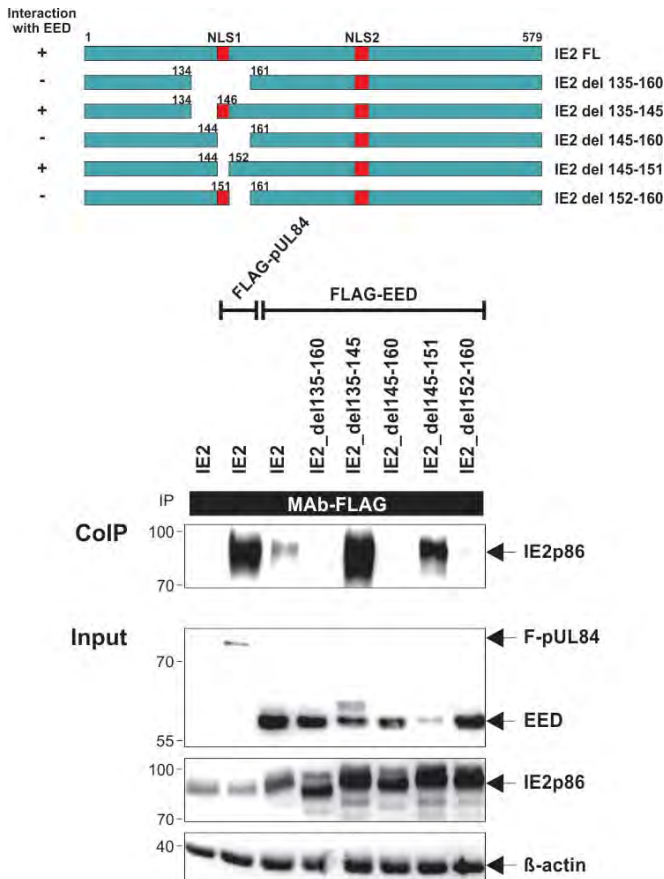 Interaction
with EED
1 NLS1 NLS2 579
+ IE2 FL
- 134 161 IE2 del 135-160
+ 134 146 IE2 del 135-145
- 144 161 IE2 del 145-160
+ 144 152 IE2 del 145-151
- 151 161 IE2 del 152-160
FLAG-pUL84
FLAG-EED
IE2
IE2
IE2
IE2_del135-160
IE2_del135-145
IE2_del145-160
IE2_del145-151
IE2_del152-160
IP MAb-FLAG
CoIP 100 IE2p86
70
Input F-pUL84
70
EED
55
100 IE2p86
70
40
ß-actin